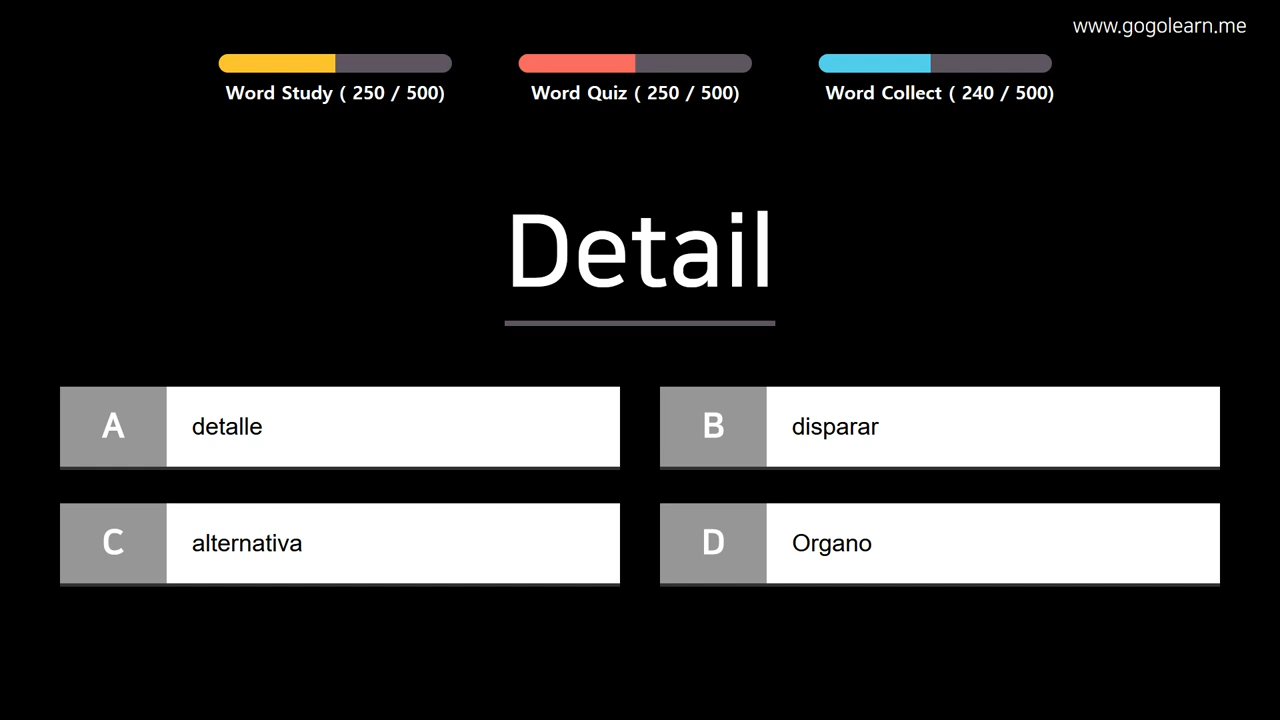 www.gogolearn.me
Word Study ( 250 / 500)
Word Quiz ( 250 / 500)
Word Collect ( 240 / 500)
Detail
A
detalle
B
disparar
C
alternativa
D
Organo